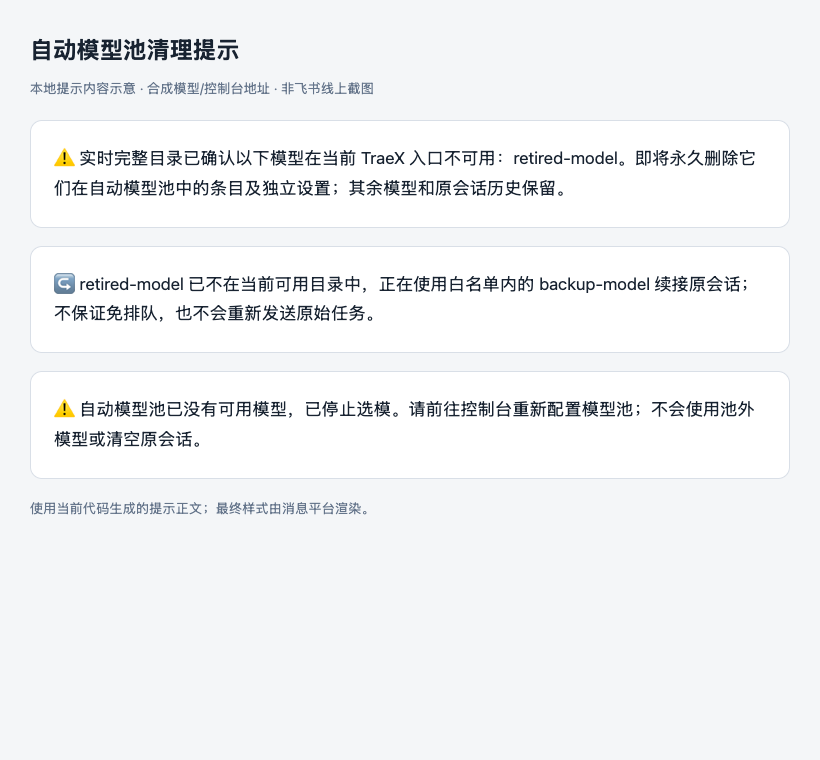 自动模型池清理提示
本地提示内容示意 · 合成模型/控制台地址 · 非飞书线上截图
⚠️ 实时完整目录已确认以下模型在当前 TraeX 入口不可用：retired-model。即将永久删除它
们在自动模型池中的条目及独立设置；其余模型和原会话历史保留。
↪️ retired-model 已不在当前可用目录中，正在使用白名单内的 backup-model 续接原会话；
不保证免排队，也不会重新发送原始任务。
⚠️ 自动模型池已没有可用模型，已停止选模。请前往控制台重新配置模型池；不会使用池外
模型或清空原会话。
使用当前代码生成的提示正文；最终样式由消息平台渲染。